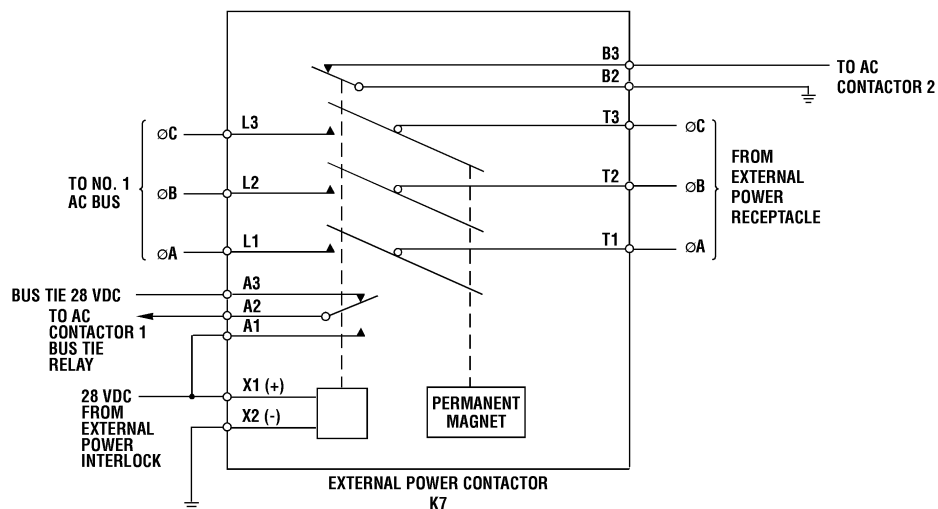 B3
B2
TO AC
CONTACTOR 2
T3
L3
ØC
ØC
TO NO. 1
AC BUS
ØB
L2
T2
ØB
FROM
EXTERNAL
POWER
RECEPTACLE
ØA
L1
T1
ØA
BUS TIE 28 VDC
A3
A2
A1
TO AC
CONTACTOR 1
BUS TIE
RELAY
28 VDC
FROM
EXTERNAL
POWER
INTERLOCK
X1 (+)
X2 (-)
PERMANENT
MAGNET
EXTERNAL POWER CONTACTOR
K7